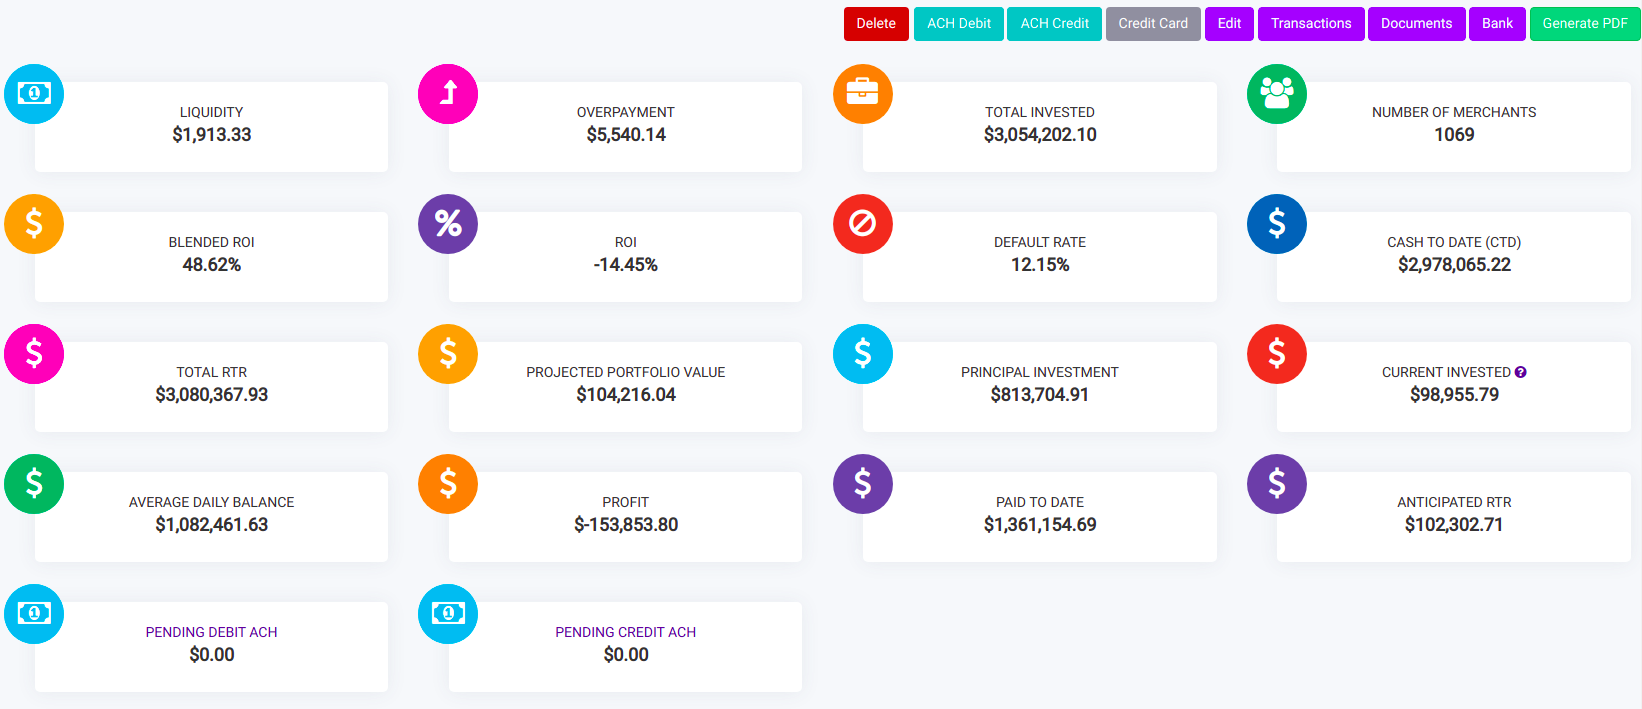 Delete
ACH Debit
ACH Credit
Credit Card
Edit
Transactions
Documents
Bank
Generate PDF
LIQUIDITY
$1,913.33
OVERPAYMENT
$5,540.14
TOTAL INVESTED
$3,054,202.10
NUMBER OF MERCHANTS
1069
BLENDED ROI
48.62%
ROI
-14.45%
DEFAULT RATE
12.15%
CASH TO DATE (CTD)
$2,978,065.22
TOTAL RTR
$3,080,367.93
PROJECTED PORTFOLIO VALUE
$104,216.04
PRINCIPAL INVESTMENT
$813,704.91
CURRENT INVESTED
$98,955.79
AVERAGE DAILY BALANCE
$1,082,461.63
PROFIT
$-153,853.80
PAID TO DATE
$1,361,154.69
ANTICIPATED RTR
$102,302.71
PENDING DEBIT ACH
$0.00
PENDING CREDIT ACH
$0.00